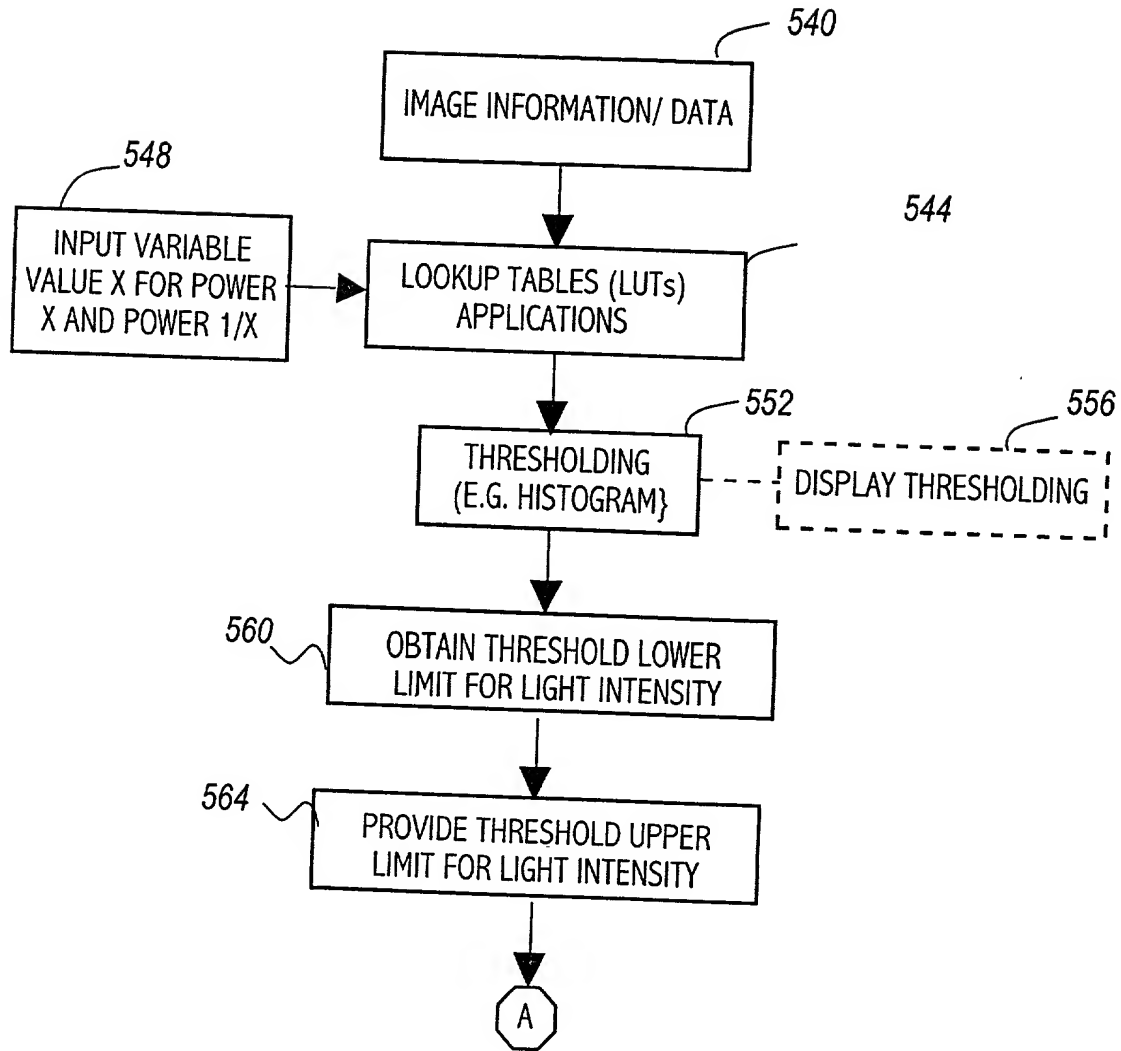 540
IMAGE INFORMATION/ DATA
548
544
INPUT VARIABLE
VALUE X FOR POWER
X AND POWER 1/X
LOOKUP TABLES (LUTs)
APPLICATIONS
552
556
THRESHOLDING
(E.G. HISTOGRAM}
DISPLAY THRESHOLDING
560
OBTAIN THRESHOLD LOWER
LIMIT FOR LIGHT INTENSITY
564
PROVIDE THRESHOLD UPPER
LIMIT FOR LIGHT INTENSITY
A